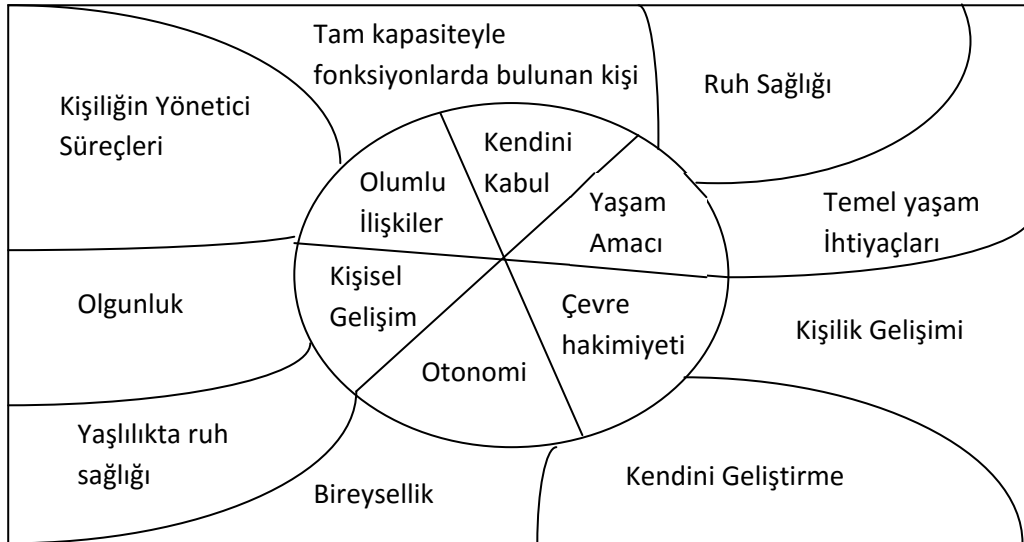 Tam kapasiteyle
fonksiyonlarda bulunan kişi
Ruh Sağlığı
Kişiliğin Yönetici
Süreçleri
Kendini
Kabul
Olumlu
İlişkiler
Yaşam
Amacı
Temel yaşam
İhtiyaçları
Kişisel
Gelişim
Çevre
hakimiyeti
Olgunluk
Kişilik Gelişimi
Otonomi
Yaşlılıkta ruh
sağlığı
Bireysellik
Kendini Geliştirme